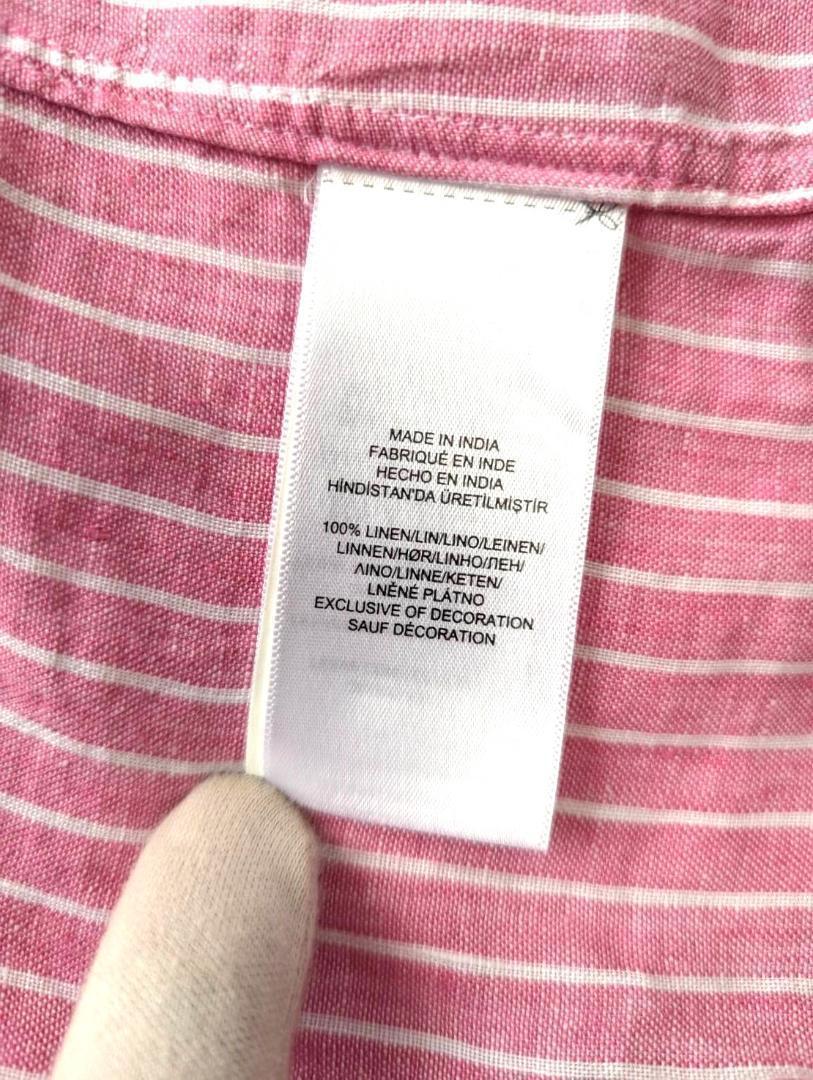 MADE IN INDIA
FABRIQUÉ EN INDE
HECHO EN INDIA
HİNDİSTAN'DA ÜRETİLMİŞTİR
100% LINEN/LIN/LINO/LEINEN/
LINNEN/HØR/LINHO/ЛЕН/
ΛΙΝΟ/LINNE/KETEN/
LNĚNÉ PLÁTNO
EXCLUSIVE OF DECORATION
SAUF DÉCORATION